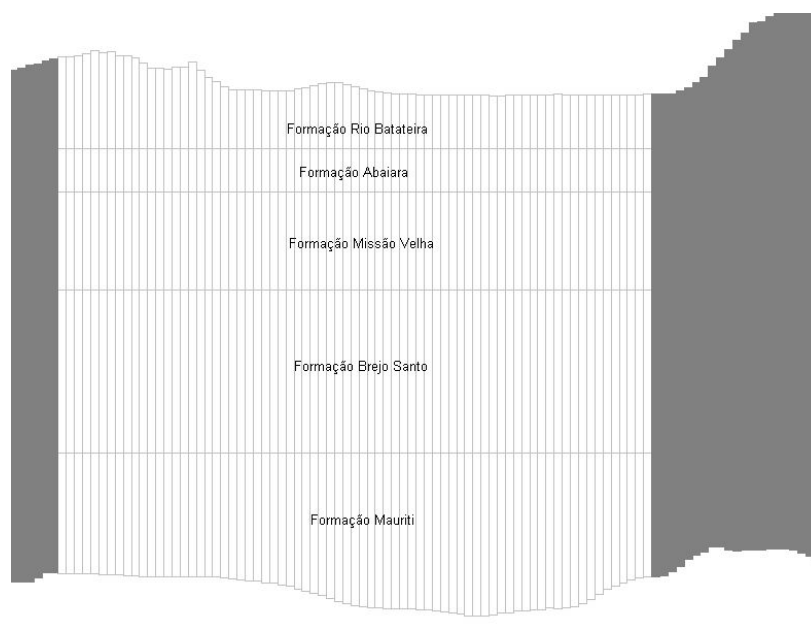 Formação Rio Batateira
Formação Abaiara
Formação Missão Velha
Formação Brejo Santo
Formação Mauriti